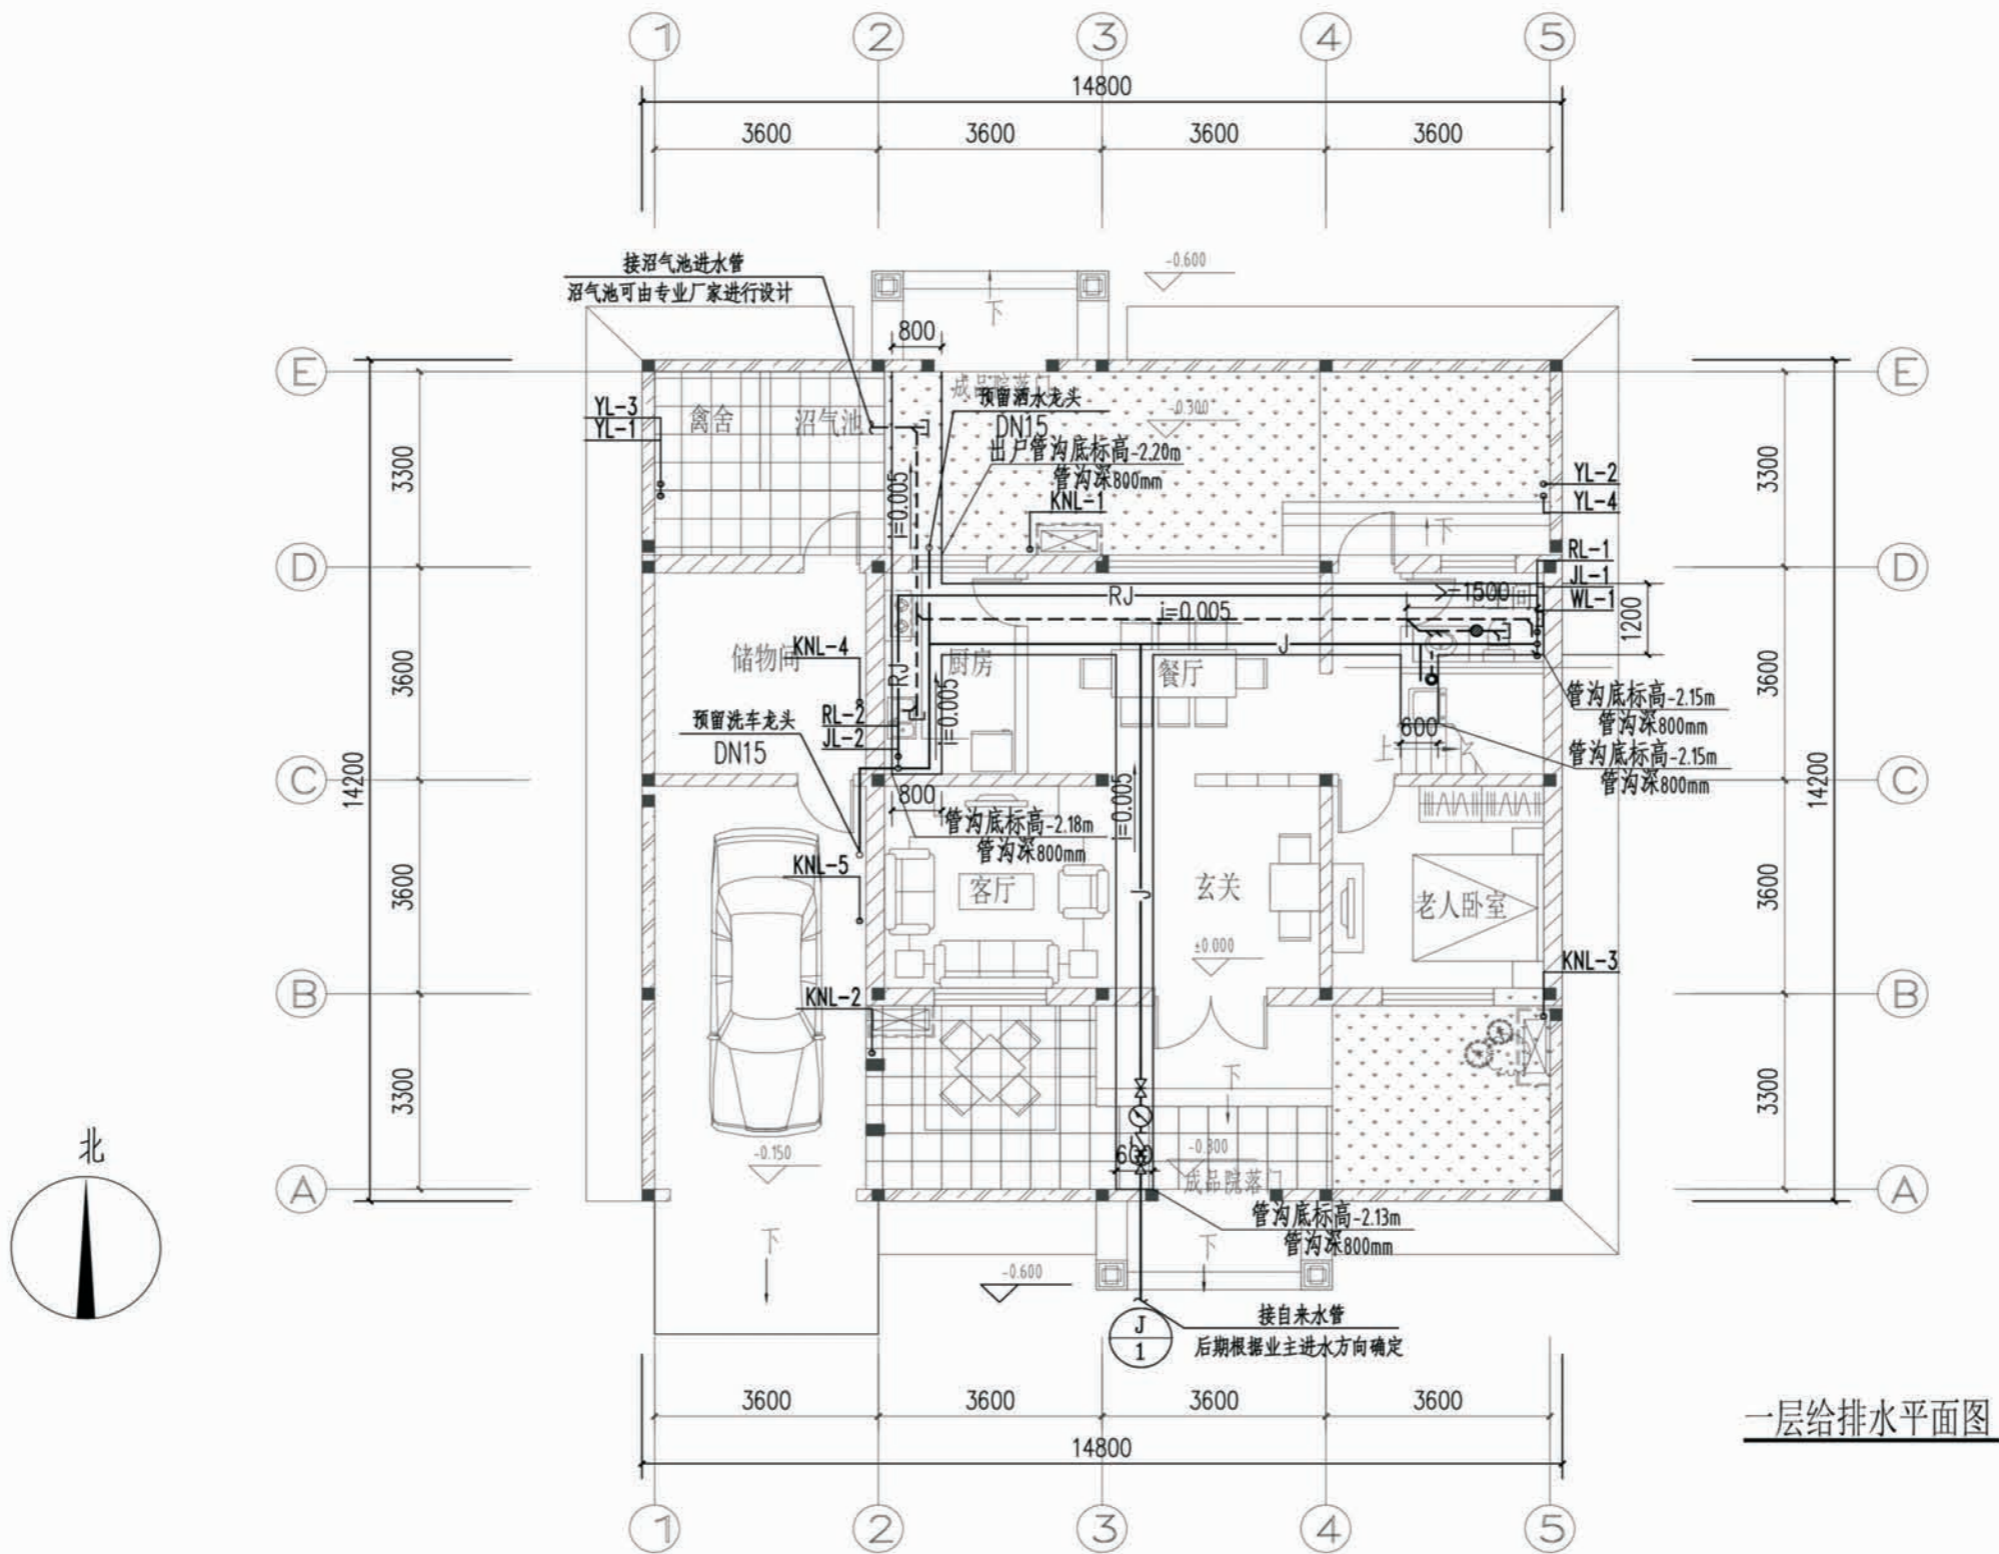 1 2 3 4 5
14800
3600 3600 3600 3600
接沼气池进水管
沼气池可由专业厂家进行设计
-0.600
下
800
E E
成品院落门
预留洒水龙头
DN15
-0.300
YL-3
YL-1
禽舍 沼气池
出户管沟底标高-2.20m
管沟深800mm
KNL-1
YL-2
YL-4
3300 3300
i=0.005
下
RL-1
JL-1
WL-1
D D
RJ
>=1500
i=0.005
1200
J
储物间
KNL-4
厨房
餐厅
RJ
3600 3600
i=0.005
管沟底标高-2.15m
管沟深800mm
RL-2
JL-2
预留洗车龙头
DN15
600
上
管沟底标高-2.15m
管沟深800mm
C C
14200 14200
800
i=0.005
管沟底标高-2.18m
管沟深800mm
KNL-5
客厅
J
玄关
老人卧室
3600 3600
±0.000
KNL-3
B B
KNL-2
下
3300 3300
-0.150
600
-0.300
成品院落门
A A
北
管沟底标高-2.13m
管沟深800mm
下
下
-0.600
接自来水管
后期根据业主进水方向确定
J
1
3600 3600 3600 3600
14800
一层给排水平面图
1 2 3 4 5